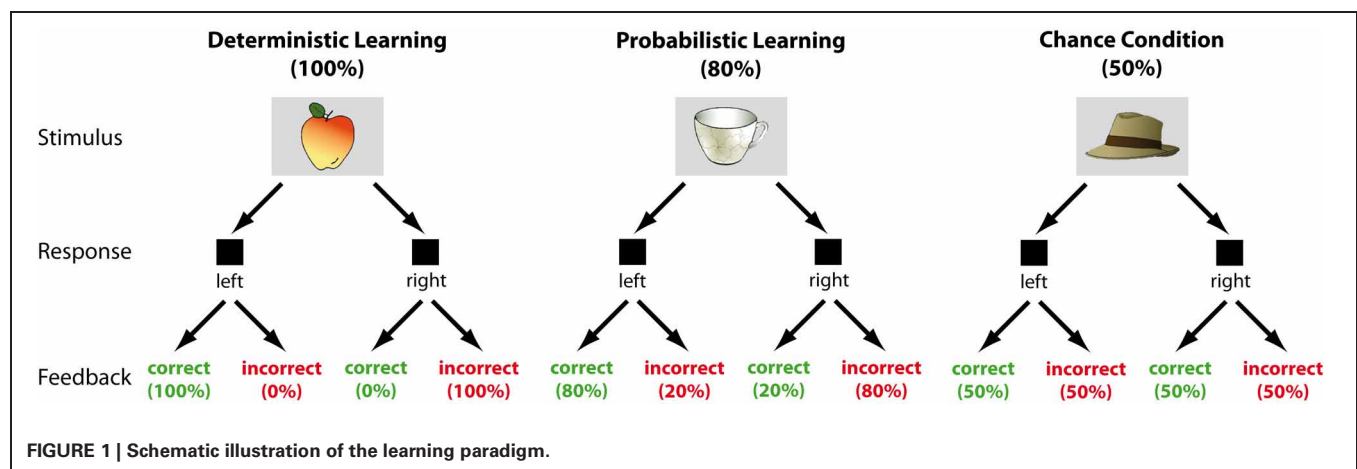 Deterministic Learning Probabilistic Learning Chance Condition
(100%) (80%) (50%)
Stimulus
Response
left right left right left right
Feedback correct incorrect correct incorrect correct incorrect correct incorrect correct incorrect correct incorrect
(100%) (0%) (0%) (100%) (80%) (20%) (20%) (80%) (50%) (50%) (50%) (50%)
FIGURE 1 | Schematic illustration of the learning paradigm.